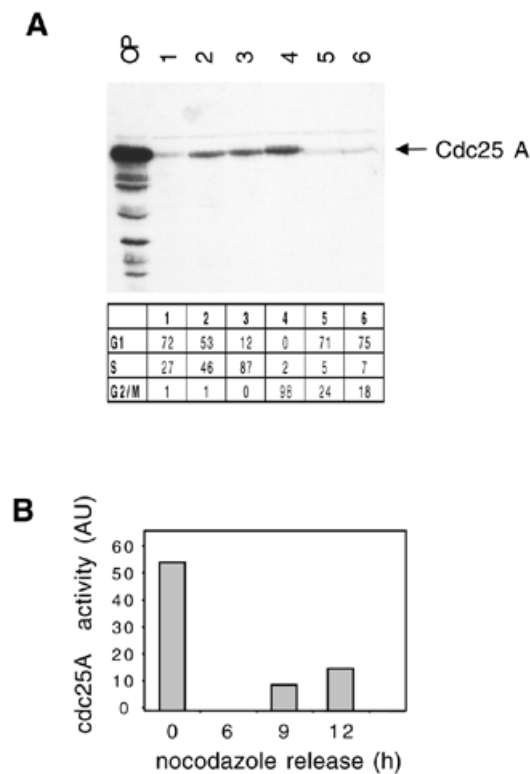 A
OP 1 2 3 4 5 6
Cdc25 A
1 2 3 4 5 6
G1 72 53 12 0 71 75
S 27 46 87 2 5 7
G2/M 1 1 0 98 24 18
B
cdc25A activity (AU)
60
50
40
30
20
10
0
0 6 9 12
nocodazole release (h)